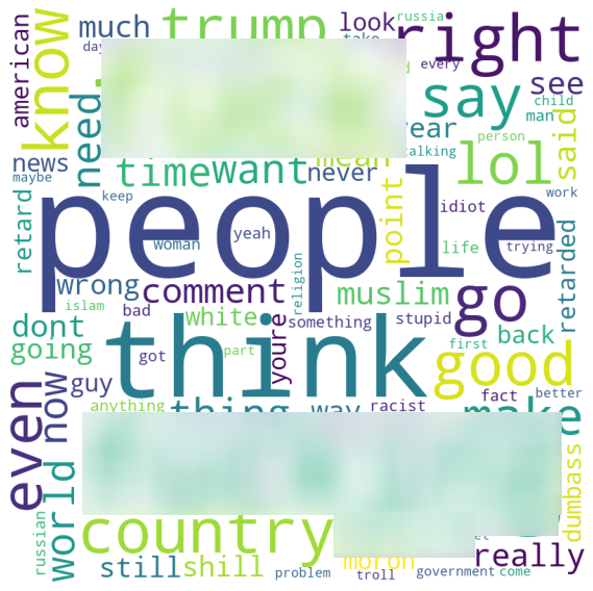 american
much
trump
look
russia
take
right
day
know
need
every
say
see
child
man
said
year
talking
person
news
maybe
time
want
mean
never
lol
retard
keep
people
point
idiot
work
woman
yeah
life
trying
retarded
wrong
comment
religion
muslim
go
islam
bad
white
youre
something
stupid
back
dont
going
got
think
part
first
good
guy
even
now
anything
thing
way
racist
fact
better
make
world
dumbass
russian
country
still
shill
problem
moron
troll
government
come
really